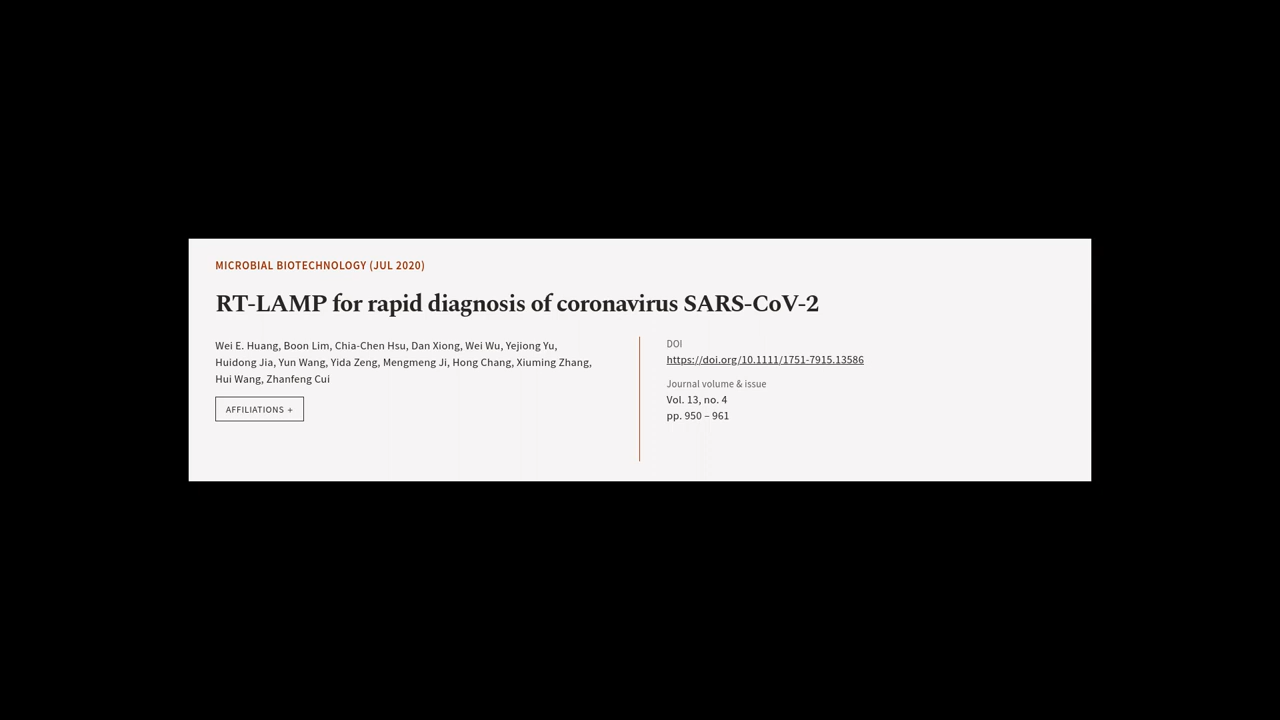 MICROBIAL BIOTECHNOLOGY (JUL 2020)
RT-LAMP for rapid diagnosis of coronavirus SARS-CoV-2
Wei E. Huang, Boon Lim, Chia-Chen Hsu, Dan Xiong, Wei Wu, Yejiong Yu,
Huidong Jia, Yun Wang, Yida Zeng, Mengmeng Ji, Hong Chang, Xiuming Zhang,
Hui Wang, Zhanfeng Cui
AFFILIATIONS +
DOI
https://doi.org/10.1111/1751-7915.13586
Journal volume & issue
Vol. 13, no. 4
pp. 950 – 961